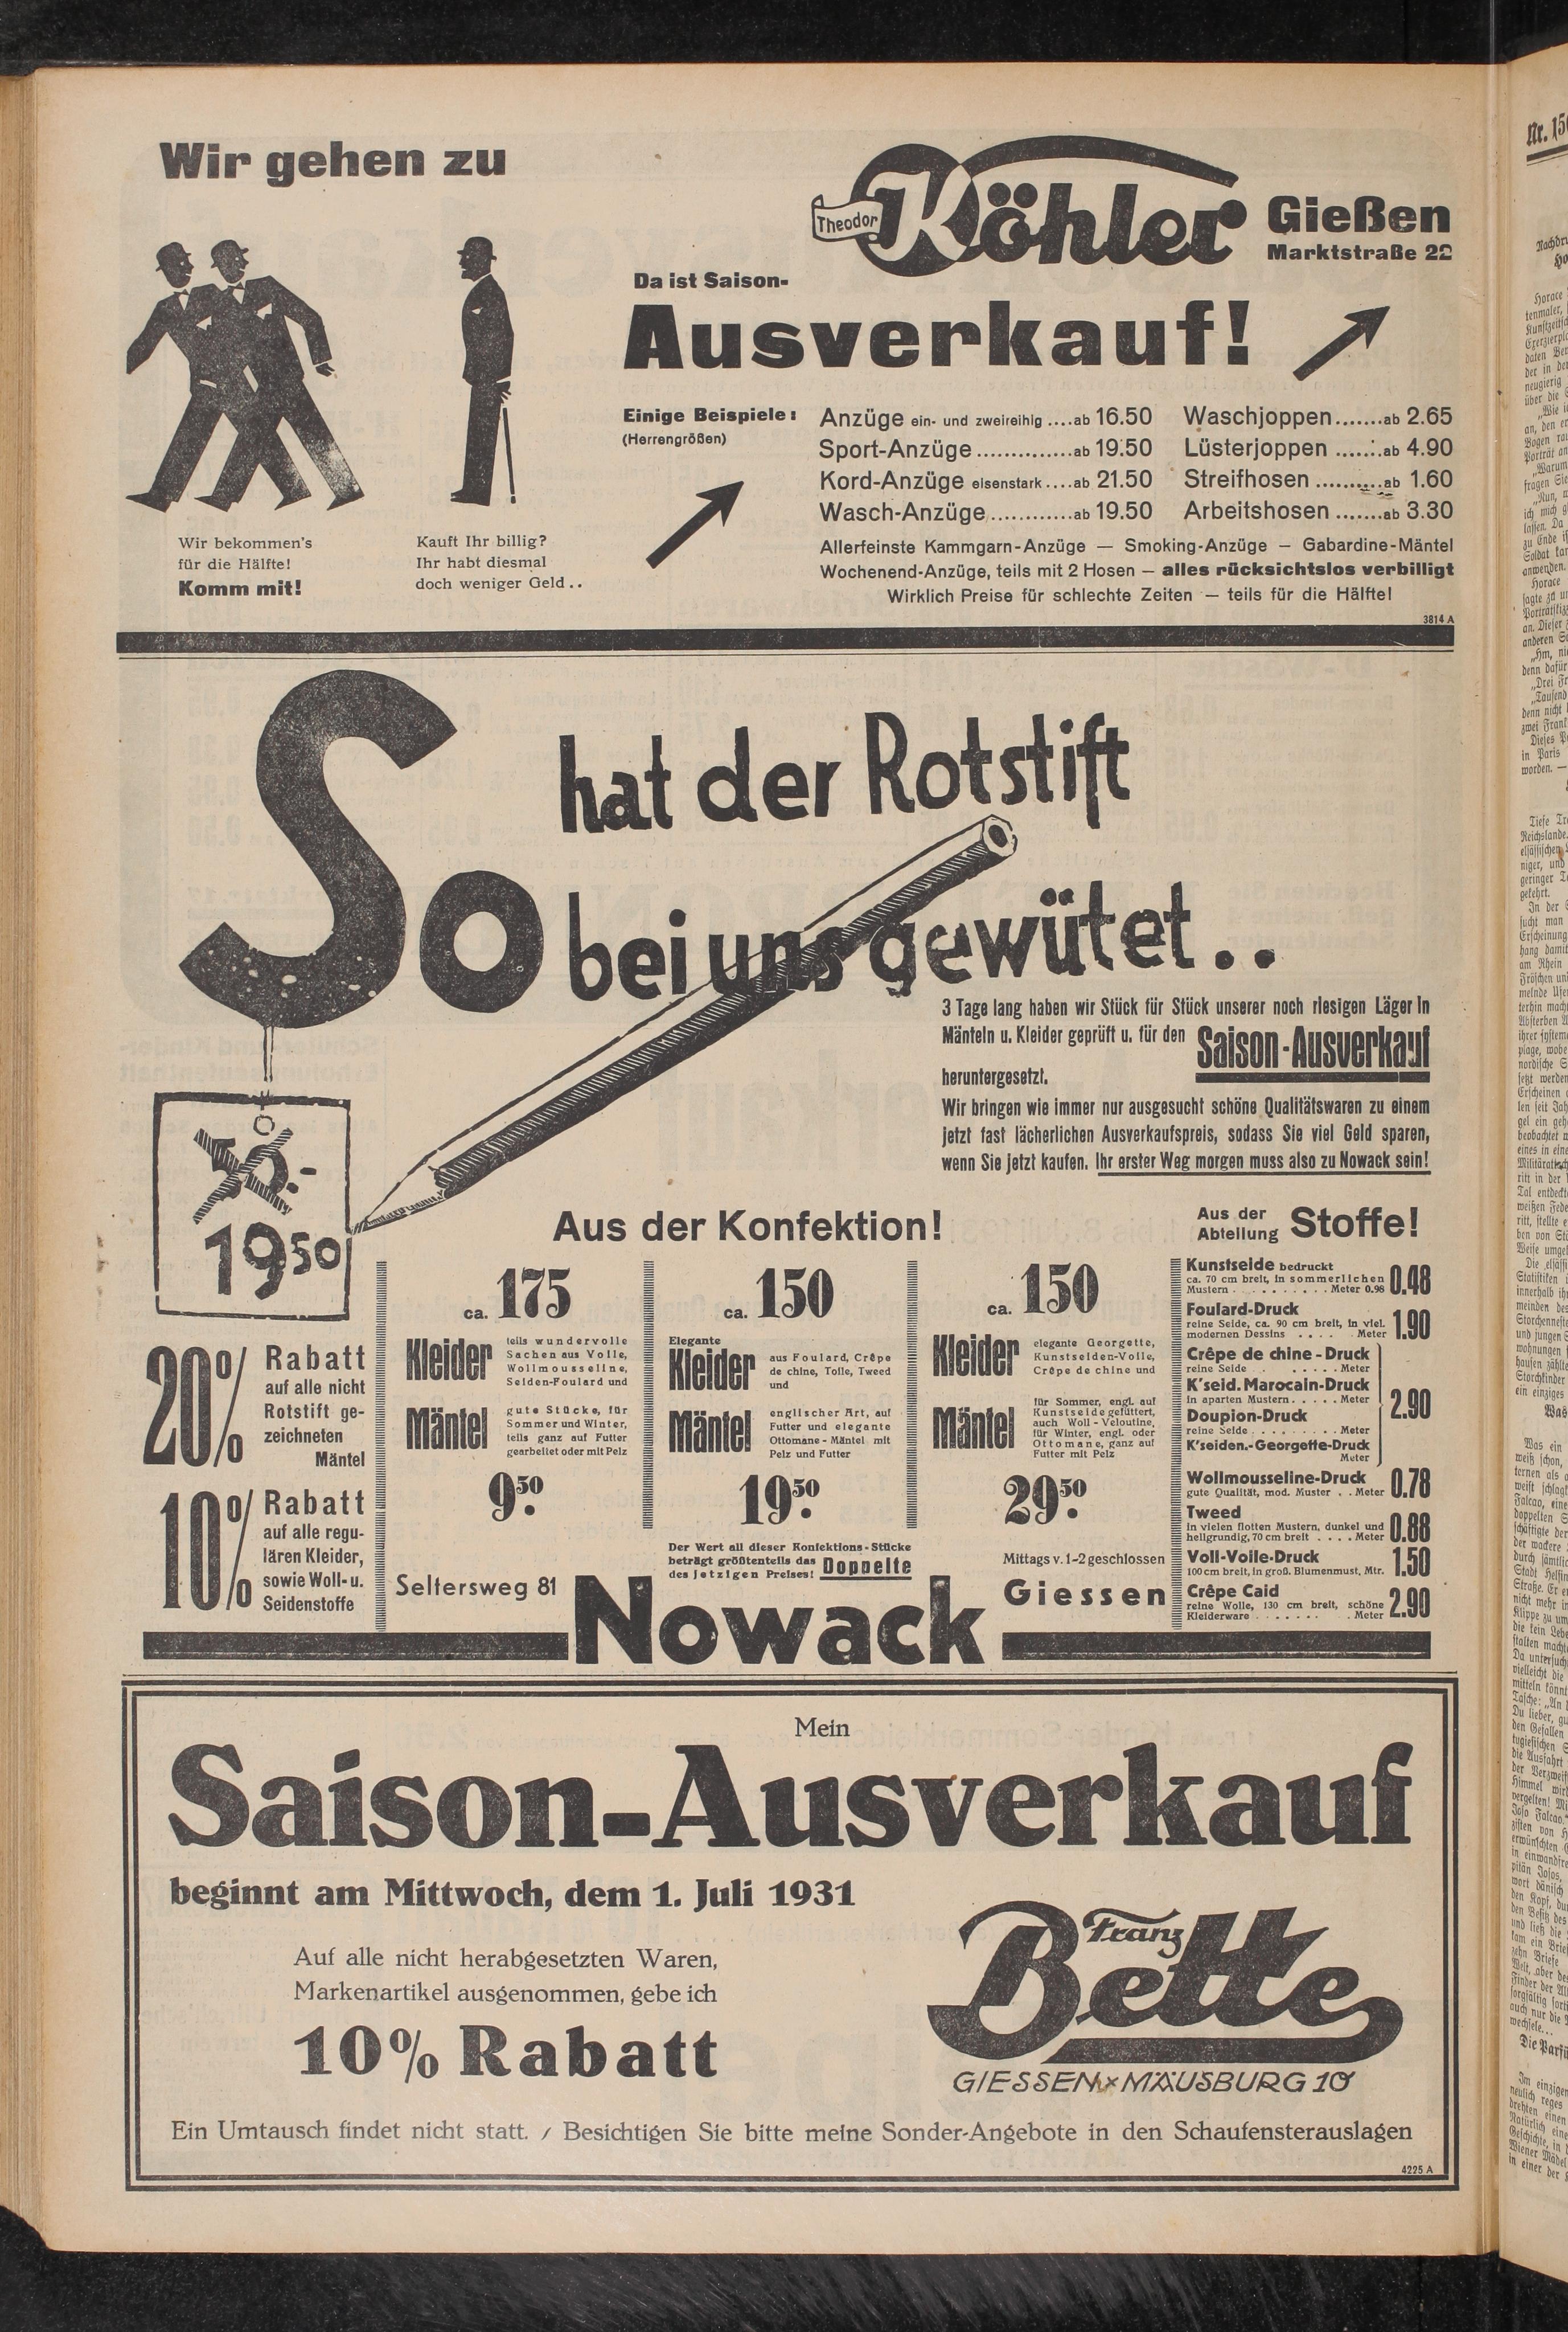 Wir gehen zu
Theodor Köhler
Gießen
Marktstraße 22
Da ist Saison-
Ausverkauf!
Einige Beispiele:
(Herrengrößen)
Anzüge ein- und zweireihig ....ab 16.50
Sport-Anzüge ..............ab 19.50
Kord-Anzüge eisenstark ....ab 21.50
Wasch-Anzüge ............ab 19.50
Waschjoppen.......ab 2.65
Lüsterjoppen ......ab 4.90
Streifhosen ..........ab 1.60
Arbeitshosen .......ab 3.30
Allerfeinste Kammgarn-Anzüge — Smoking-Anzüge — Gabardine-Mäntel
Wochenend-Anzüge, teils mit 2 Hosen — alles rücksichtslos verbilligt
Wirklich Preise für schlechte Zeiten — teils für die Hälfte!
Wir bekommen's
für die Hälfte!
Komm mit!
Kauft Ihr billig?
Ihr habt diesmal
doch weniger Geld ..
3814 A
So hat der Rotstift
bei uns gewütet..
3 Tage lang haben wir Stück für Stück unserer noch riesigen Läger in
Mänteln u. Kleider geprüft u. für den Saison-Ausverkauf
heruntergesetzt.
Wir bringen wie immer nur ausgesucht schöne Qualitätswaren zu einem
jetzt fast lächerlichen Ausverkaufspreis, sodass Sie viel Geld sparen,
wenn Sie jetzt kaufen. Ihr erster Weg morgen muss also zu Nowack sein!
1950
20% Rabatt
auf alle nicht
Rotstift ge-
zeichneten
Mäntel
10% Rabatt
auf alle regu-
lären Kleider,
sowie Woll- u.
Seidenstoffe
Aus der Konfektion!
ca. 175
Kleider
teils wundervolle
Sachen aus Voile,
Wollmousseline,
Seiden-Foulard und
Mäntel
gute Stücke, für
Sommer und Winter,
teils ganz auf Futter
gearbeitet oder mit Pelz
9.50
ca. 150
Elegante
Kleider
aus Foulard, Crêpe
de chine, Toile, Tweed
und
Mäntel
englischer Art, auf
Futter und elegante
Ottomane-Mäntel mit
Pelz und Futter
19.50
Der Wert all dieser Konfektions-Stücke
beträgt größtenteils das Doppelte
des jetzigen Preises!
ca. 150
Kleider
elegante Georgette,
Kunstseiden-Voile,
Crêpe de chine und
Mäntel
für Sommer, engl. auf
Kunstseide gefüttert,
auch Woll-Veloutine,
für Winter, engl. oder
Ottomane, ganz auf
Futter mit Pelz
29.50
Mittags v. 1-2 geschlossen
Aus der
Abteilung Stoffe!
Kunstseide bedruckt
ca. 70 cm breit, in sommerlichen
Mustern . . . . . . . . . . Meter 0.98 0.48
Foulard-Druck
reine Seide, ca. 90 cm breit, in viel.
modernen Dessins . . . . Meter 1.90
Crêpe de chine-Druck
reine Seide . . . . . . Meter
K'seid. Marocain-Druck
in aparten Mustern . . . . . Meter
2.90
Doupion-Druck
reine Seide . . . . . . . . Meter
K'seiden.-Georgette-Druck
Meter
Wollmousseline-Druck
gute Qualität, mod. Muster . . Meter 0.78
Tweed
in vielen flotten Mustern, dunkel und
hellgrundig, 70 cm breit . . . . Meter 0.88
Voll-Voile-Druck
100 cm breit, in groß. Blumenmust. Mtr. 1.50
Crêpe Caid
reine Wolle, 130 cm breit, schöne
Kleiderware . . . . . . . . Meter 2.90
Seltersweg 81
Nowack
Giessen
Mein
Saison-Ausverkauf
beginnt am Mittwoch, dem 1. Juli 1931
Auf alle nicht herabgesetzten Waren,
Markenartikel ausgenommen, gebe ich
10% Rabatt
Franz
Bette
GIESSEN × MÄUSBURG 10
Ein Umtausch findet nicht statt. / Besichtigen Sie bitte meine Sonder-Angebote in den Schaufensterauslagen
4225 A